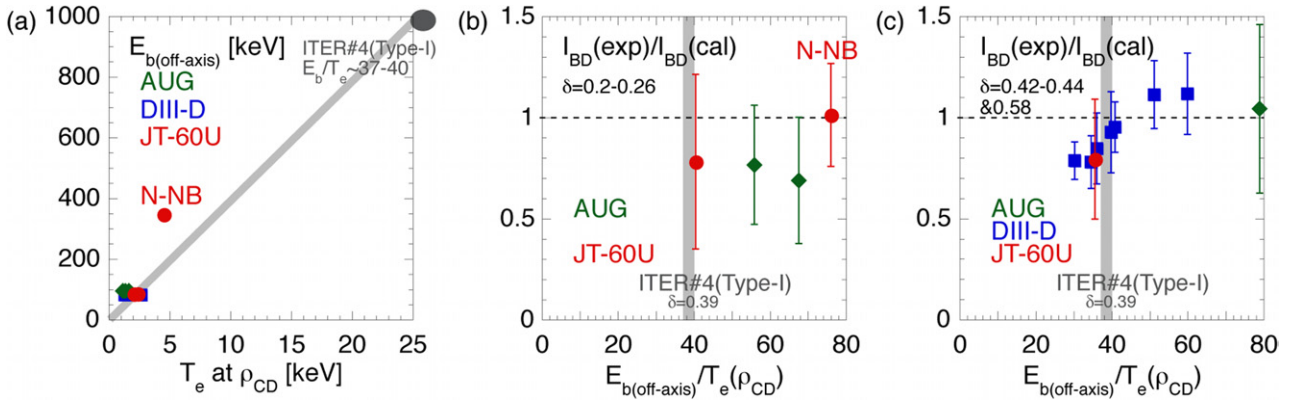 (a)
1000
800
600
400
200
0
E_b(off-axis) [keV]
AUG
DIII-D
JT-60U
N-NB
ITER#4(Type-I)
E_b/T_e~37-40
0 5 10 15 20 25
T_e at ρ_CD [keV]
(b)
1.5
1
0.5
0
I_BD(exp)/I_BD(cal)
δ=0.2-0.26
N-NB
AUG
JT-60U
ITER#4(Type-I)
δ=0.39
0 20 40 60 80
E_b(off-axis)/T_e(ρ_CD)
(c)
1.5
1
0.5
0
I_BD(exp)/I_BD(cal)
δ=0.42-0.44
&0.58
AUG
DIII-D
JT-60U
ITER#4(Type-I)
δ=0.39
0 20 40 60 80
E_b(off-axis)/T_e(ρ_CD)